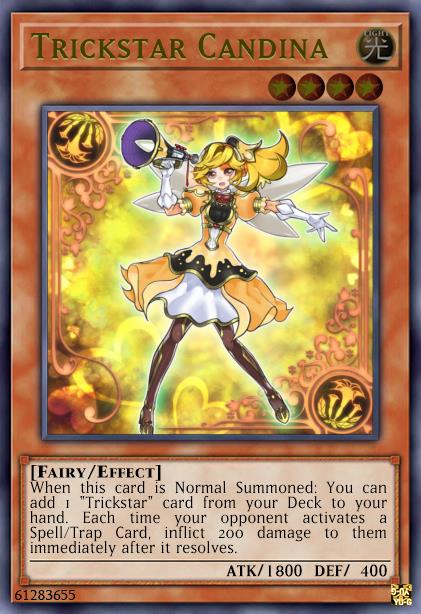 Trickstar Candina
LIGHT
光
[Fairy/Effect]
When this card is Normal Summoned: You can
add 1 "Trickstar" card from your Deck to your
hand. Each time your opponent activates a
Spell/Trap Card, inflict 200 damage to them
immediately after it resolves.
ATK/1800 DEF/ 400
61283655